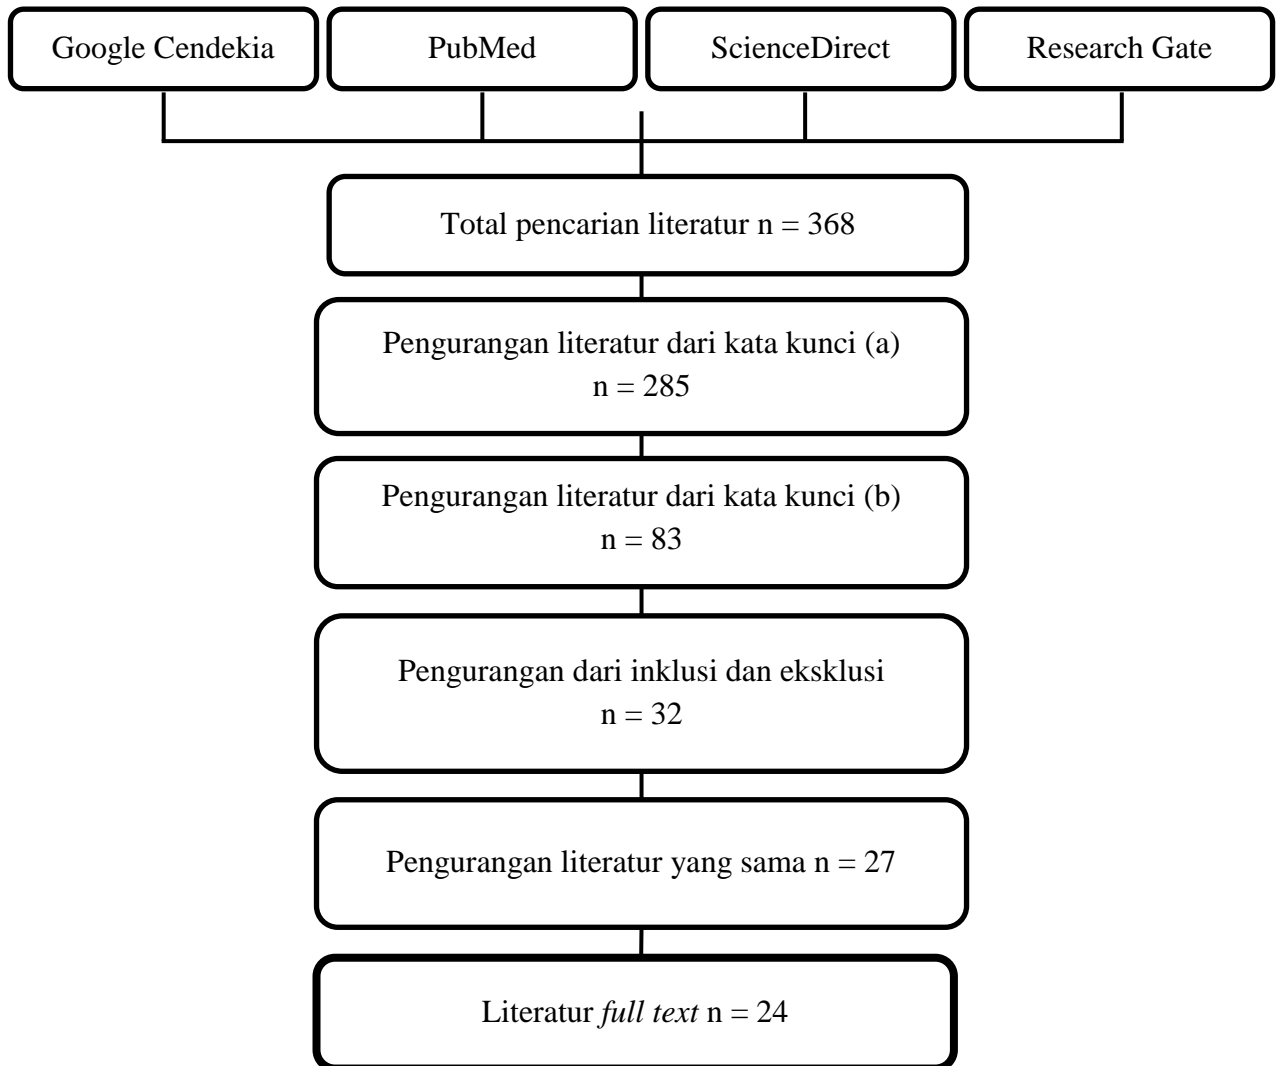 Google Cendekia
PubMed
ScienceDirect
Research Gate
Total pencarian literatur n = 368
Pengurangan literatur dari kata kunci (a)
n = 285
Pengurangan literatur dari kata kunci (b)
n = 83
Pengurangan dari inklusi dan eksklusi
n = 32
Pengurangan literatur yang sama n = 27
Literatur full text n = 24